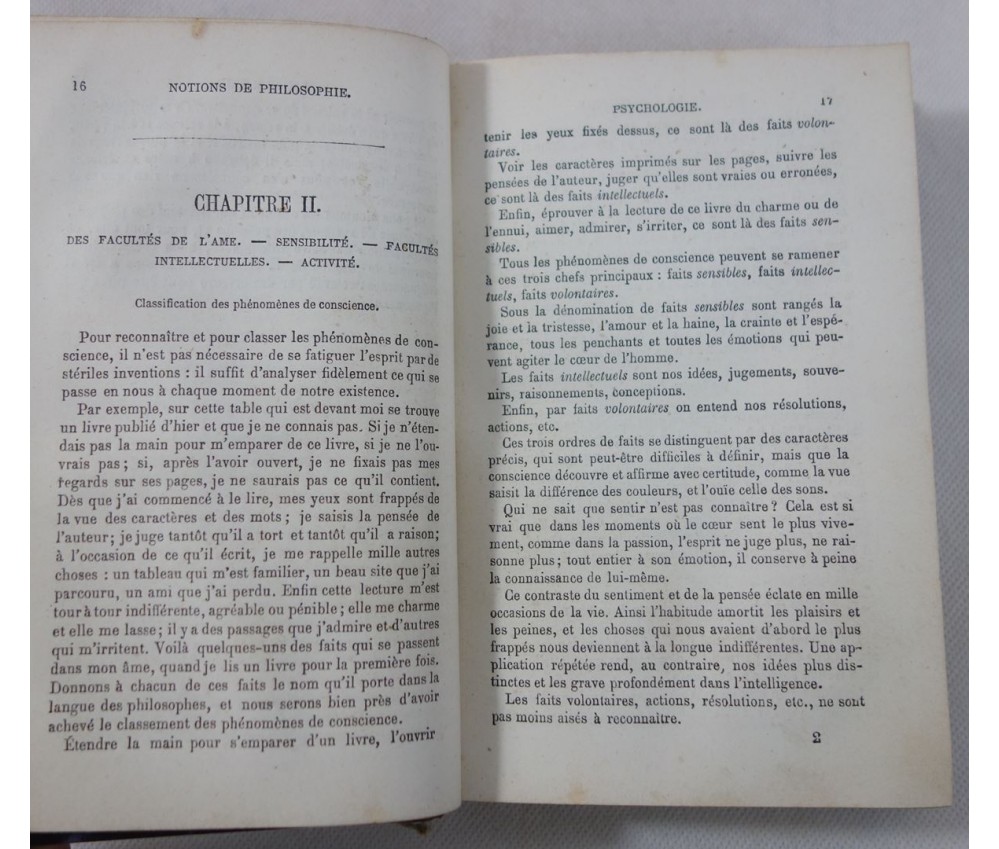 16
NOTIONS DE PHILOSOPHIE.
CHAPITRE II.
DES FACULTÉS DE L'AME. — SENSIBILITÉ. — FACULTÉS
INTELLECTUELLES. — ACTIVITÉ.
Classification des phénomènes de conscience.
Pour reconnaître et pour classer les phénomènes de con-
science, il n'est pas nécessaire de se fatiguer l'esprit par de
stériles inventions : il suffit d'analyser fidèlement ce qui se
passe en nous à chaque moment de notre existence.
Par exemple, sur cette table qui est devant moi se trouve
un livre publié d'hier et que je ne connais pas. Si je n'éten-
dais pas la main pour m'emparer de ce livre, si je ne l'ou-
vrais pas ; si, après l'avoir ouvert, je ne fixais pas mes
regards sur ses pages, je ne saurais pas ce qu'il contient.
Dès que j'ai commencé à le lire, mes yeux sont frappés de
la vue des caractères et des mots ; je saisis la pensée de
l'auteur; je juge tantôt qu'il a tort et tantôt qu'il a raison;
à l'occasion de ce qu'il écrit, je me rappelle mille autres
choses : un tableau qui m'est familier, un beau site que j'ai
parcouru, un ami que j'ai perdu. Enfin cette lecture m'est
tour à tour indifférente, agréable ou pénible ; elle me charme
et elle me lasse ; il y a des passages que j'admire et d'autres
qui m'irritent. Voilà quelques-uns des faits qui se passent
dans mon âme, quand je lis un livre pour la première fois.
Donnons à chacun de ces faits le nom qu'il porte dans la
langue des philosophes, et nous serons bien près d'avoir
achevé le classement des phénomènes de conscience.
Étendre la main pour s'emparer d'un livre, l'ouvrir
PSYCHOLOGIE.
17
tenir les yeux fixés dessus, ce sont là des faits volon-
taires.
Voir les caractères imprimés sur les pages, suivre les
pensées de l'auteur, juger qu'elles sont vraies ou erronées,
ce sont là des faits intellectuels.
Enfin, éprouver à la lecture de ce livre du charme ou de
l'ennui, aimer, admirer, s'irriter, ce sont là des faits sen-
sibles.
Tous les phénomènes de conscience peuvent se ramener
à ces trois chefs principaux : faits sensibles, faits intellec-
tuels, faits volontaires.
Sous la dénomination de faits sensibles sont rangés la
joie et la tristesse, l'amour et la haine, la crainte et l'espé-
rance, tous les penchants et toutes les émotions qui peu-
vent agiter le cœur de l'homme.
Les faits intellectuels sont nos idées, jugements, souve-
nirs, raisonnements, conceptions.
Enfin, par faits volontaires on entend nos résolutions,
actions, etc.
Ces trois ordres de faits se distinguent par des caractères
précis, qui sont peut-être difficiles à définir, mais que la
conscience découvre et affirme avec certitude, comme la vue
saisit la différence des couleurs, et l'ouïe celle des sons.
Qui ne sait que sentir n'est pas connaître ? Cela est si
vrai que dans les moments où le cœur sent le plus vive-
ment, comme dans la passion, l'esprit ne juge plus, ne rai-
sonne plus ; tout entier à son émotion, il conserve à peine
la connaissance de lui-même.
Ce contraste du sentiment et de la pensée éclate en mille
occasions de la vie. Ainsi l'habitude amortit les plaisirs et
les peines, et les choses qui nous avaient d'abord le plus
frappés nous deviennent à la longue indifférentes. Une ap-
plication répétée rend, au contraire, nos idées plus dis-
tinctes et les grave profondément dans l'intelligence.
Les faits volontaires, actions, résolutions, etc., ne sont
pas moins aisés à reconnaître.
2